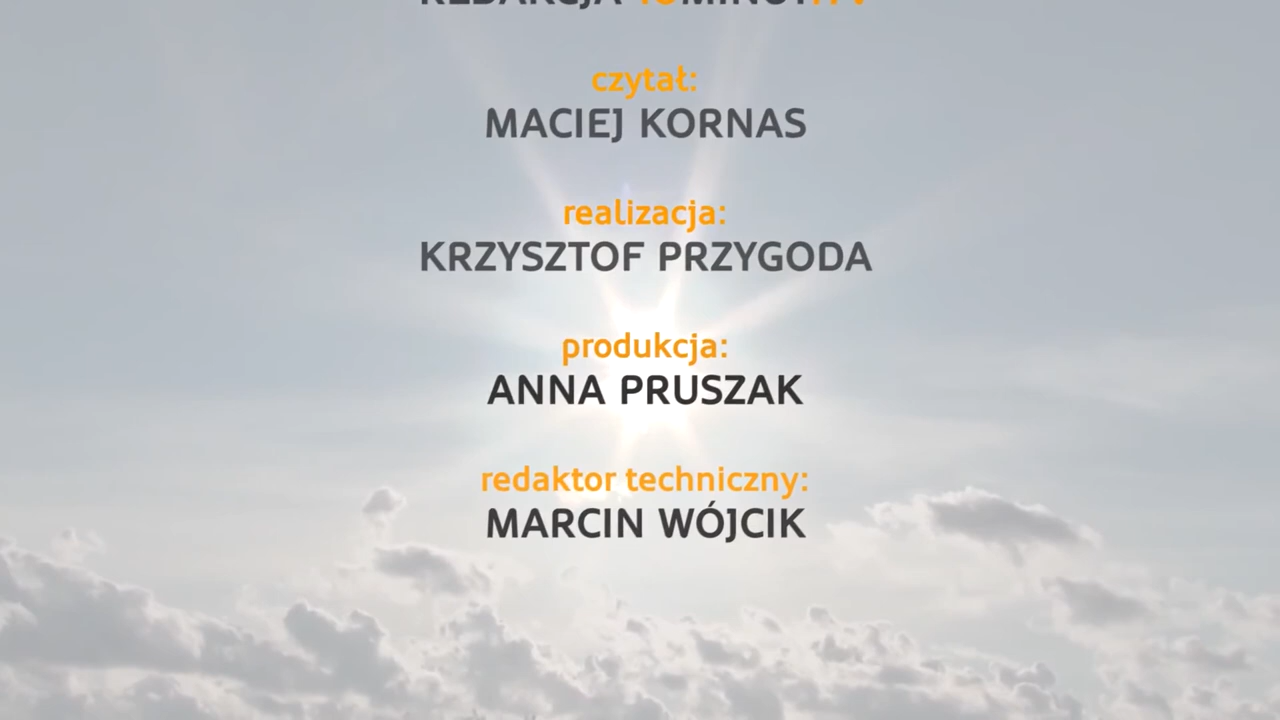 czytał:
MACIEJ KORNAS
realizacja:
KRZYSZTOF PRZYGODA
produkcja:
ANNA PRUSZAK
redaktor techniczny:
MARCIN WÓJCIK